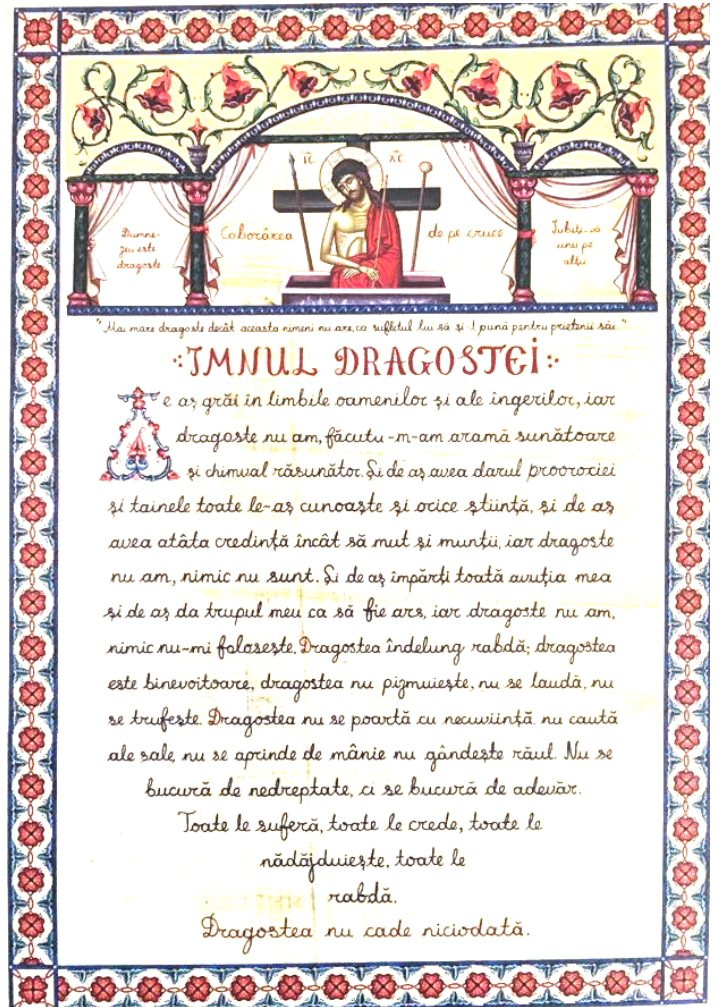 IC XC
Dumne-
zeu este
dragoste
Coborârea de pe cruce
Iubiți-vă
unii pe
alții
"Mai mare dragoste decât aceasta nimeni nu are, ca sufletul lui să și-l pună pentru prietenii săi."
IMNUL DRAGOSTEI
De aș grăi în limbile oamenilor și ale îngerilor, iar
dragoste nu am, făcutu-m-am aramă sunătoare
și chimval răsunător. Și de aș avea darul proorociei
și tainele toate le-aș cunoaște și orice știință, și de aș
avea atâta credință încât să mut și munții, iar dragoste
nu am, nimic nu sunt. Și de aș împărți toată avuția mea
și de aș da trupul meu ca să fie ars, iar dragoste nu am,
nimic nu-mi folosește. Dragostea îndelung rabdă; dragostea
este binevoitoare, dragostea nu pizmuiește, nu se laudă, nu
se trufește. Dragostea nu se poartă cu necuviință, nu caută
ale sale, nu se aprinde de mânie nu gândește răul. Nu se
bucură de nedreptate, ci se bucură de adevăr.
Toate le suferă, toate le crede, toate le
nădăjduiește, toate le
rabdă.
Dragostea nu cade niciodată.